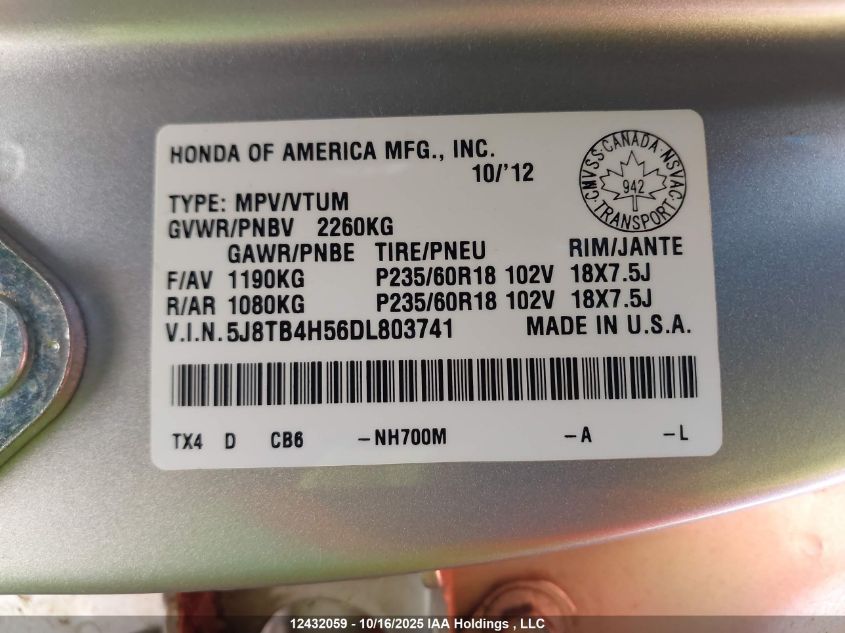 HONDA OF AMERICA MFG., INC.
10/'12
CMVSS·CANADA·NSVAC·TRANSPORT·
942
TYPE: MPV/VTUM
GVWR/PNBV 2260KG
GAWR/PNBE TIRE/PNEU RIM/JANTE
F/AV 1190KG P235/60R18 102V 18X7.5J
R/AR 1080KG P235/60R18 102V 18X7.5J
V.I.N. 5J8TB4H56DL803741 MADE IN U.S.A.
TX4 D CB6 -NH700M -A -L
12432059 - 10/16/2025 IAA Holdings , LLC